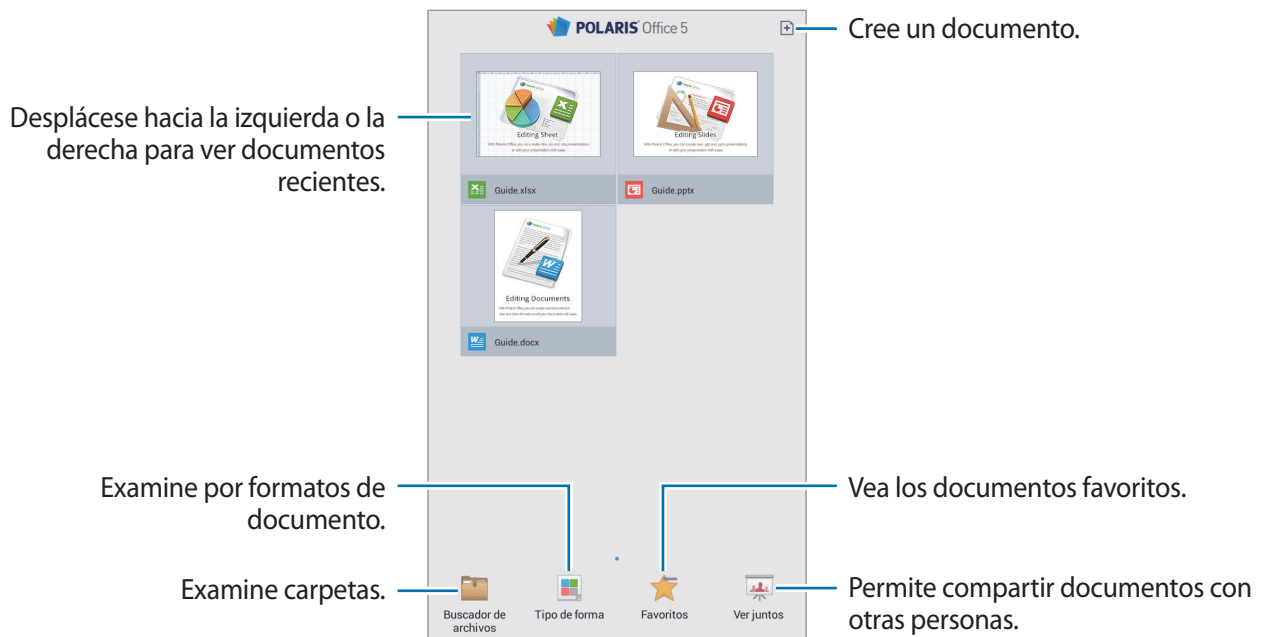 POLARIS Office 5
Cree un documento.
Desplácese hacia la izquierda o la
derecha para ver documentos
recientes.
Editing Sheet
Editing Slides
Guide.xlsx
Guide.pptx
Editing Documents
Guide.docx
Examine por formatos de
documento.
Vea los documentos favoritos.
Examine carpetas.
Permite compartir documentos con
otras personas.
Buscador de
archivos
Tipo de forma
Favoritos
Ver juntos